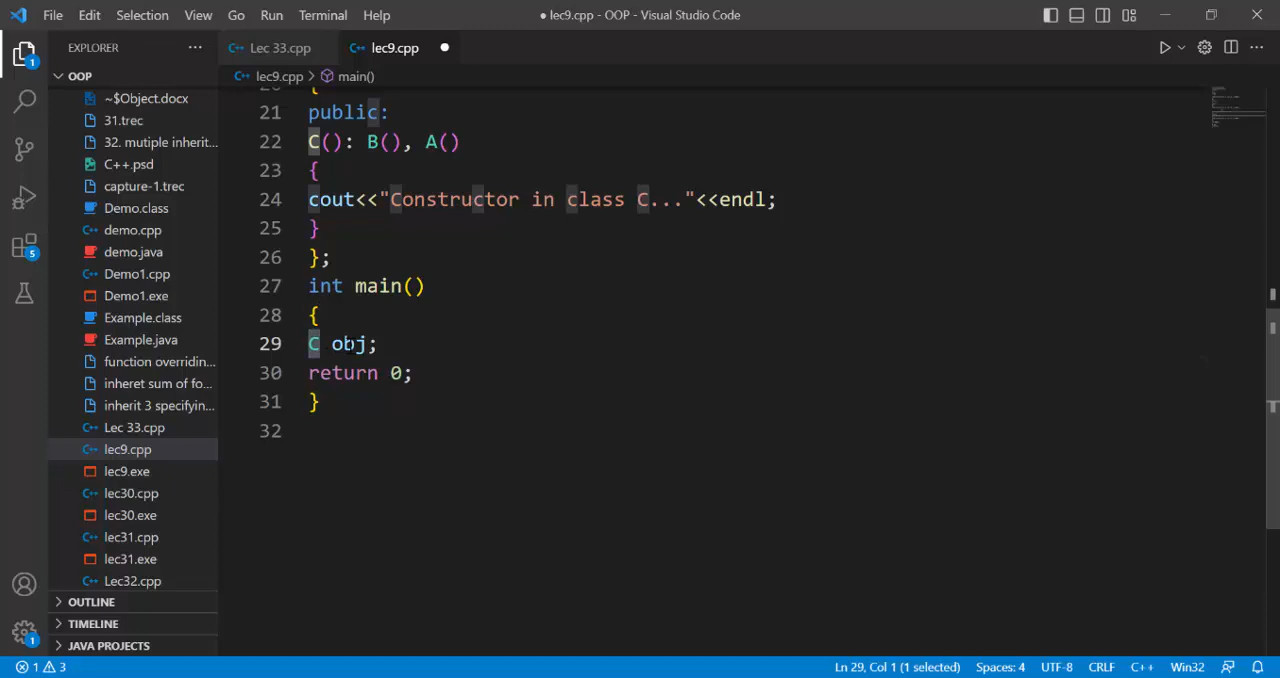 File Edit Selection View Go Run Terminal Help
● lec9.cpp - OOP - Visual Studio Code
EXPLORER ...
Lec 33.cpp
lec9.cpp
OOP
lec9.cpp > main()
~$Object.docx
31.trec
32. mutiple inherit...
C++.psd
capture-1.trec
Demo.class
demo.cpp
demo.java
Demo1.cpp
Demo1.exe
Example.class
Example.java
function overridin...
inheret sum of fo...
inherit 3 specifyin...
Lec 33.cpp
lec9.cpp
lec9.exe
lec30.cpp
lec30.exe
lec31.cpp
lec31.exe
Lec32.cpp
OUTLINE
TIMELINE
JAVA PROJECTS
1
5
1
21 public:
22 C(): B(), A()
23 {
24 cout<<"Constructor in class C..."<<endl;
25 }
26 };
27 int main()
28 {
29 C obj;
30 return 0;
31 }
32
1 3
Ln 29, Col 1 (1 selected) Spaces: 4 UTF-8 CRLF C++ Win32